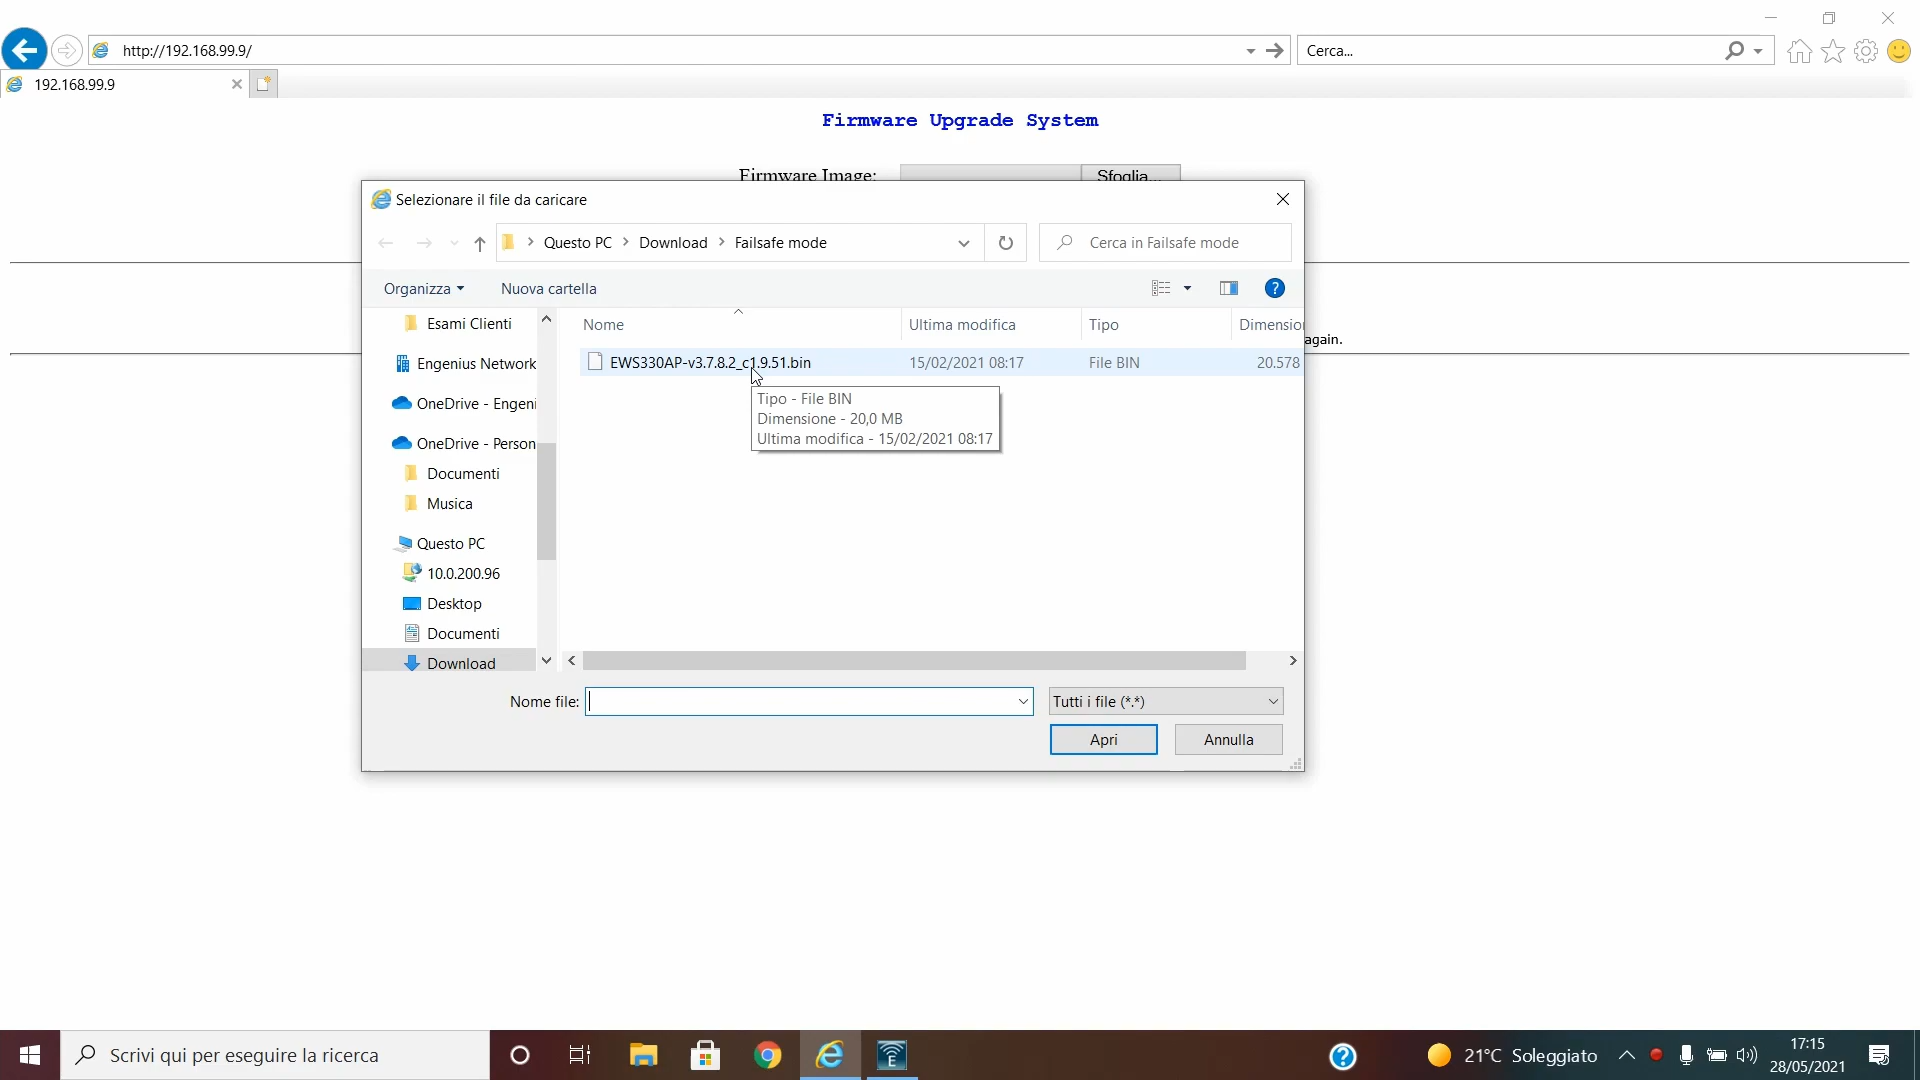 http://192.168.99.9/
Cerca...
192.168.99.9
Firmware Upgrade System
Firmware Image:
Sfoglia...
Selezionare il file da caricare
Questo PC > Download > Failsafe mode
Cerca in Failsafe mode
Organizza
Nuova cartella
Esami Clienti
Engenius Network
OneDrive - Engeni
OneDrive - Person
Documenti
Musica
Questo PC
10.0.200.96
Desktop
Documenti
Download
Nome
Ultima modifica
Tipo
Dimensio
again.
EWS330AP-v3.7.8.2_c1.9.51.bin
15/02/2021 08:17
File BIN
20.578
Tipo - File BIN
Dimensione - 20,0 MB
Ultima modifica - 15/02/2021 08:17
Nome file:
Tutti i file (*.*)
Apri
Annulla
Scrivi qui per eseguire la ricerca
21°C Soleggiato
17:15
28/05/2021